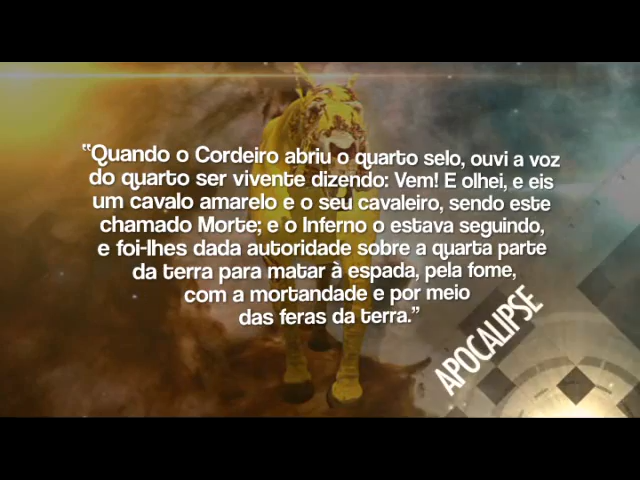 “Quando o Cordeiro abriu o quarto selo, ouvi a voz
do quarto ser vivente dizendo: Vem! E olhei, e eis
um cavalo amarelo e o seu cavaleiro, sendo este
chamado Morte; e o Inferno o estava seguindo,
e foi-lhes dada autoridade sobre a quarta parte
da terra para matar à espada, pela fome,
com a mortandade e por meio
das feras da terra.”
APOCALIPSE